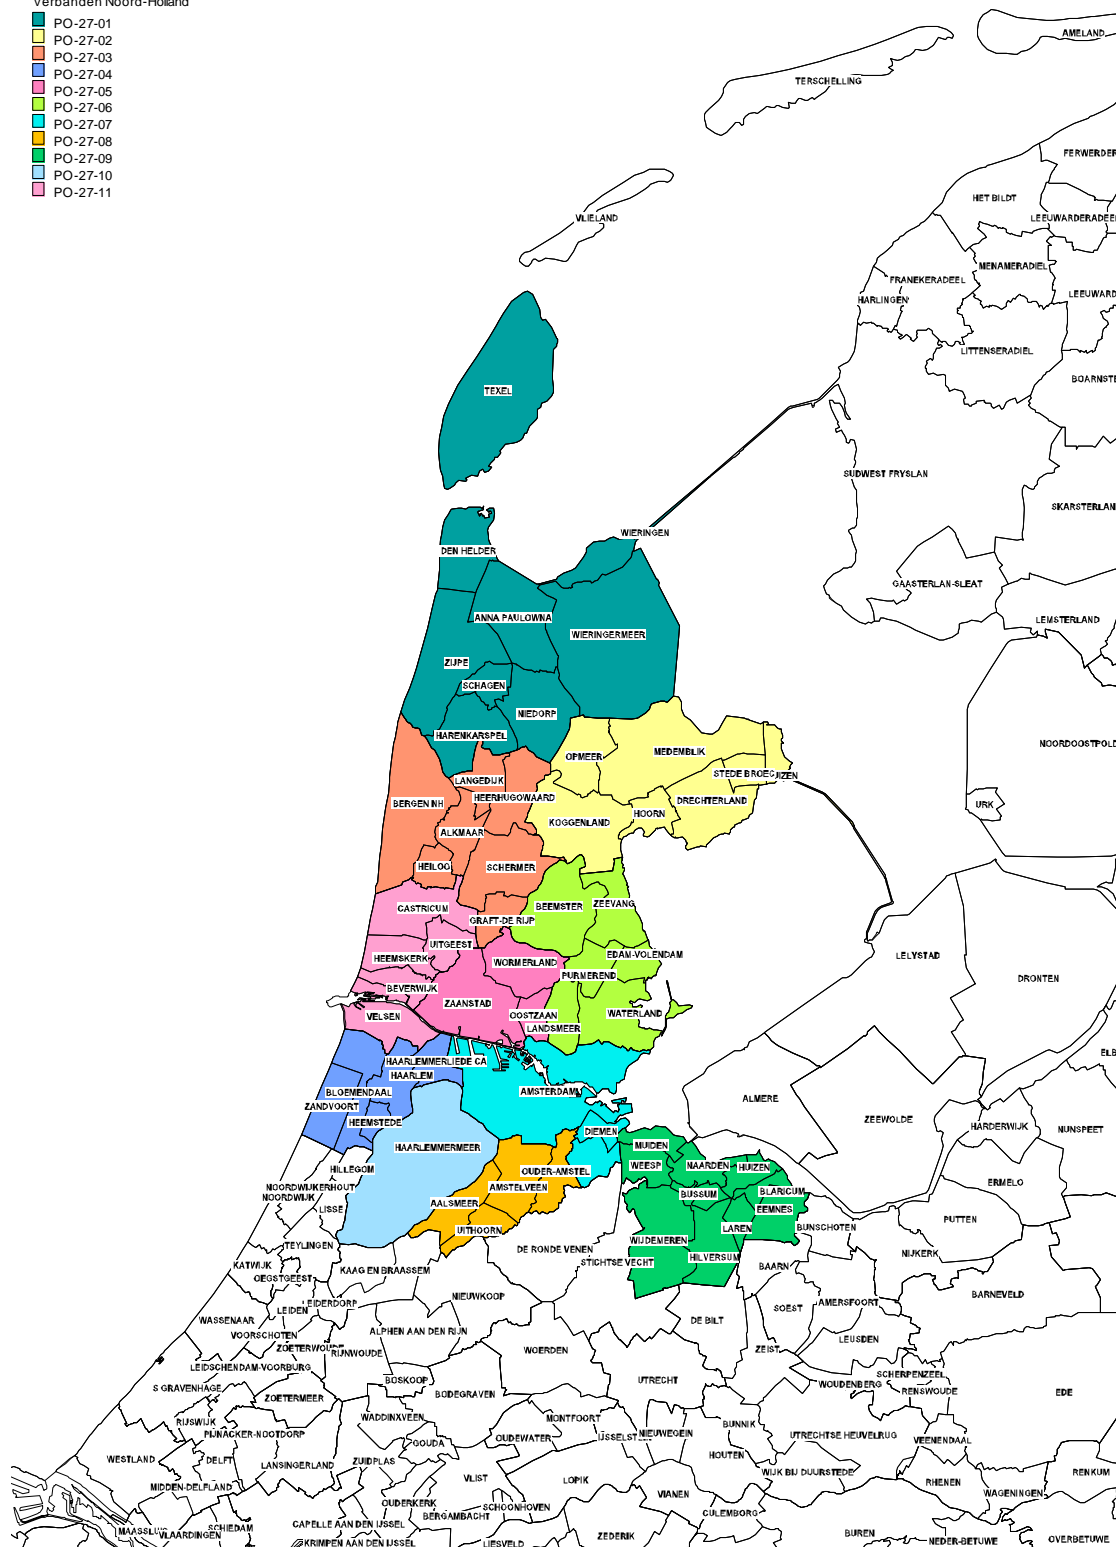 Verbanden Noord-Holland
PO-27-01
PO-27-02
PO-27-03
PO-27-04
PO-27-05
PO-27-06
PO-27-07
PO-27-08
PO-27-09
PO-27-10
PO-27-11
AMELAND
TERSCHELLING
FERWERDER
HET BILDT
VLIELAND
LEEUWARDERADEE
MENAMERADIEL
FRANEKERADEEL
LEEUWARD
HARLINGEN
LITTENSERADIEL
BOARNSTE
TEXEL
SUDWEST FRYSLAN
SKARSTERLAN
WIERINGEN
DEN HELDER
GAASTERLAN-SLEAT
ANNA PAULOWNA
LEMSTERLAND
WIERINGERMEER
ZIJPE
SCHAGEN
NIEDORP
HARENKARSPEL
NOORDOOSTPOLD
OPMEER
MEDEMBLIK
STEDE BROEC
IZEN
LANGEDIJK
HEERHUGOWAARD
BERGEN NH
DRECHTERLAND
URK
HOORN
KOGGENLAND
ALKMAAR
HEILOO
SCHERMER
CASTRICUM
BEEMSTER
ZEEVANG
GRAFT-DE RIJP
UITGEEST
EDAM-VOLENDAM
LELYSTAD
HEEMSKERK
WORMERLAND
PURMEREND
DRONTEN
BEVERWIJK
ZAANSTAD
VELSEN
OOSTZAAN
WATERLAND
LANDSMEER
ELB
HAARLEMMERLIEDE CA
HAARLEM
BLOEMENDAAL
AMSTERDAM
ALMERE
ZANDVOORT
ZEEWOLDE
HEEMSTEDE
HARDERWIJK
NUNSPEET
DIEMEN
HAARLEMMERMEER
MUIDEN
HILLEGOM
WEESP
NAARDEN
HUIZEN
OUDER-AMSTEL
ERMELO
NOORDWIJKERHOUT
AMSTELVEEN
BUSSUM
BLARICUM
NOORDWIJK
AALSMEER
EEMNES
LISSE
PUTTEN
UITHOORN
LAREN
BUNSCHOTEN
WIJDEMEREN
TEYLINGEN
DE RONDE VENEN
NIJKERK
STICHTSE VECHT
HILVERSUM
KATWIJK
KAAG EN BRAASSEM
BAARN
OEGSTGEEST
NIEUWKOOP
BARNEVELD
LEIDERDORP
AMERSFOORT
LEIDEN
SOEST
WASSENAAR
DE BILT
VOORSCHOTEN
ALPHEN AAN DEN RIJN
LEUSDEN
ZOETERWOUDE
WOERDEN
ZEIST
RIJNWOUDE
LEIDSCHENDAM-VOORBURG
SCHERPENZEEL
BOSKOOP
UTRECHT
WOUDENBERG
S GRAVENHAGE
RENSWOUDE
EDE
ZOETERMEER
BODEGRAVEN
WADDINXVEEN
MONTFOORT
RIJSWIJK
BUNNIK
PIJNACKER-NOOTDORP
NIEUWEGEIN
UTRECHTSE HEUVELRUG
OUDEWATER
IJSSELSTEIN
VEENENDAAL
GOUDA
HOUTEN
WESTLAND
DELFT
ZUIDPLAS
LANSINGERLAND
WIJK BIJ DUURSTEDE
RENKUM
VLIST
LOPIK
RHENEN
MIDDEN-DELFLAND
VIANEN
WAGENINGEN
OUDERKERK
SCHOONHOVEN
BERGAMBACHT
CULEMBORG
CAPELLE AAN DEN IJSSEL
SCHIEDAM
MAASSLUIS
VLAARDINGEN
ZEDERIK
BUREN
OVERBETUWE
NEDER-BETUWE
KRIMPEN AAN DEN IJSSEL
LIESVELD